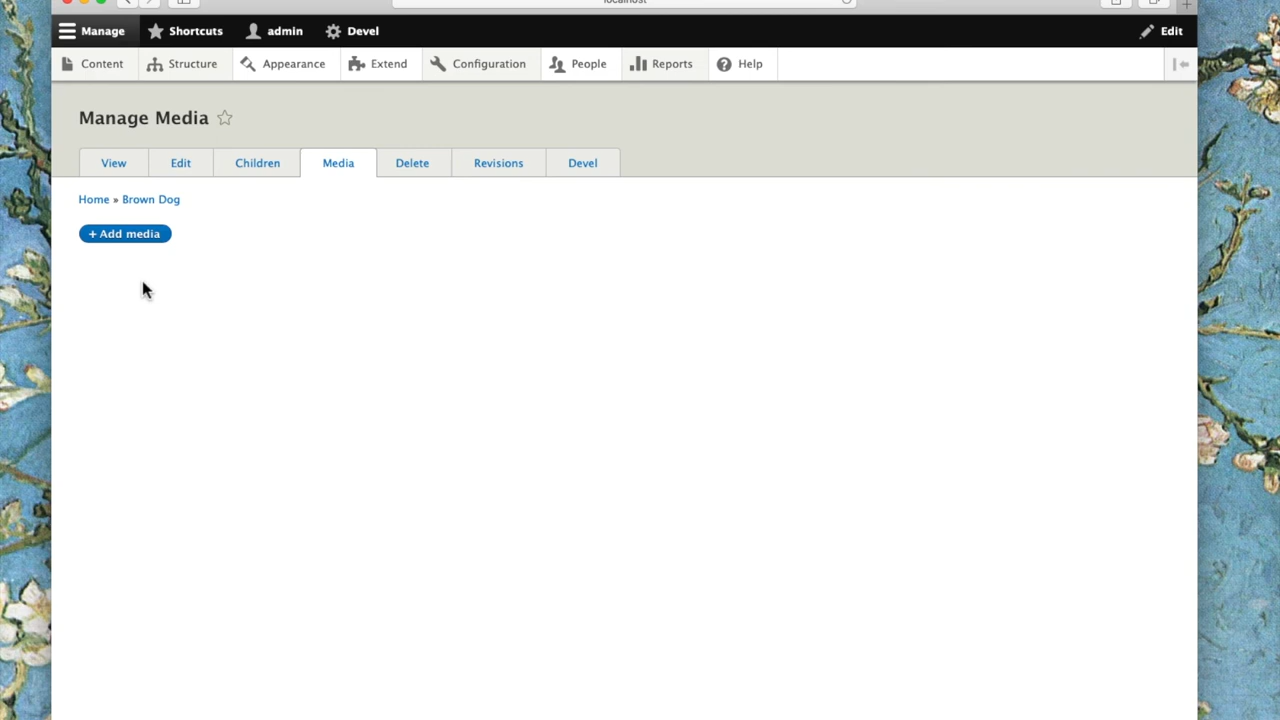 localhost
Manage Shortcuts admin Devel Edit
Content Structure Appearance Extend Configuration People Reports Help
Manage Media
View Edit Children Media Delete Revisions Devel
Home » Brown Dog
+ Add media